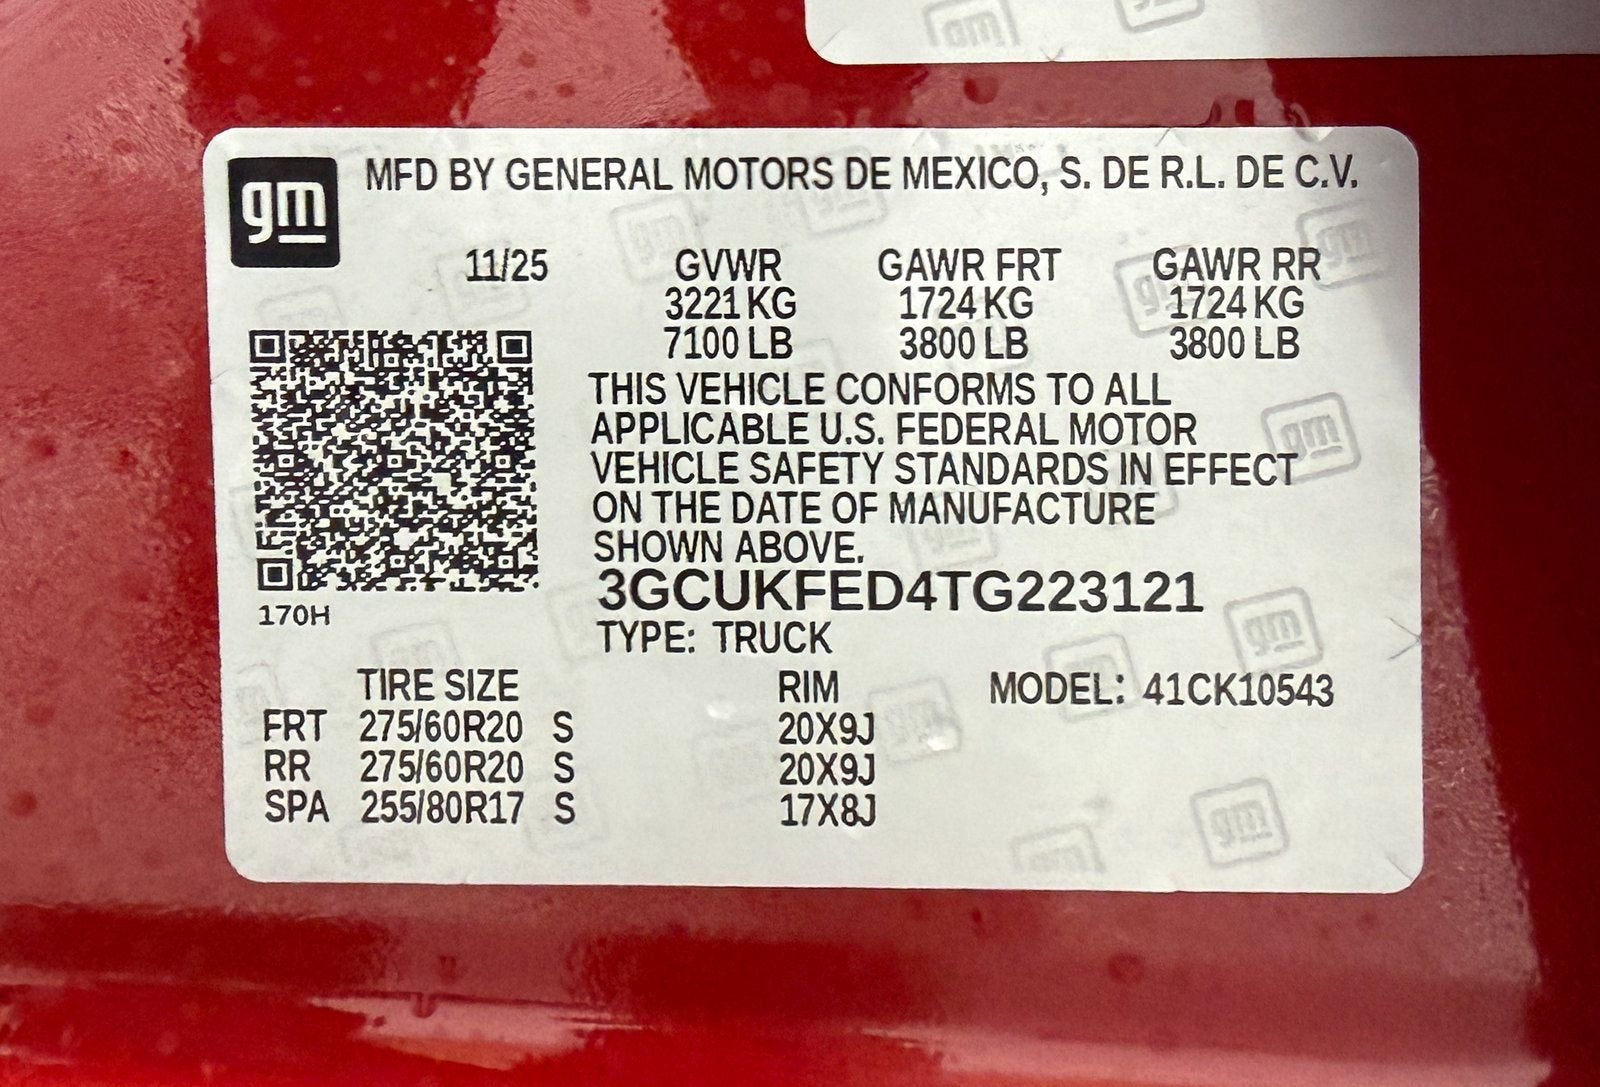 gm MFD BY GENERAL MOTORS DE MEXICO, S. DE R.L. DE C.V.
11/25 GVWR GAWR FRT GAWR RR
3221 KG 1724 KG 1724 KG
7100 LB 3800 LB 3800 LB
THIS VEHICLE CONFORMS TO ALL
APPLICABLE U.S. FEDERAL MOTOR
VEHICLE SAFETY STANDARDS IN EFFECT
ON THE DATE OF MANUFACTURE
SHOWN ABOVE.
3GCUKFED4TG223121
170H
TYPE: TRUCK
TIRE SIZE RIM MODEL: 41CK10543
FRT 275/60R20 S 20X9J
RR 275/60R20 S 20X9J
SPA 255/80R17 S 17X8J